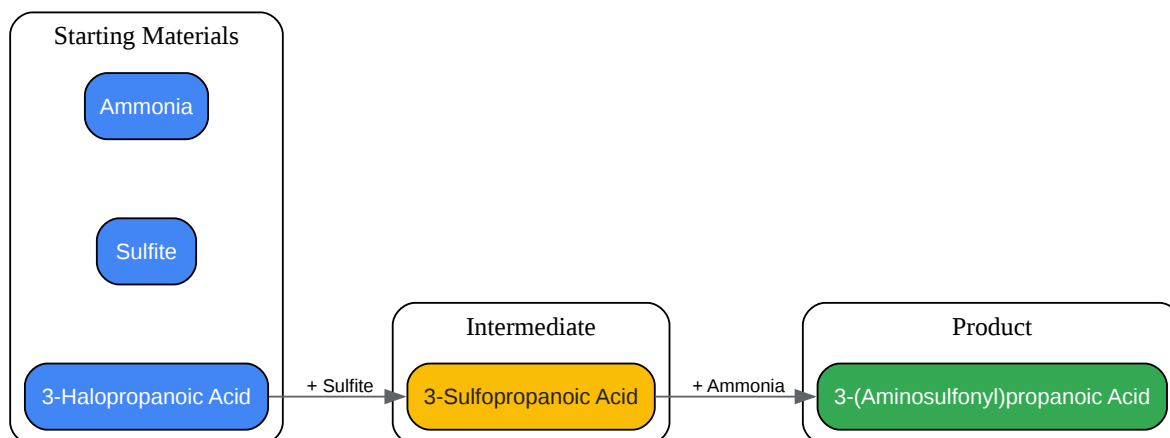 Starting Materials
Ammonia
Sulfite
Intermediate
Product
3-Halopropanoic Acid
+ Sulfite
3-Sulfopropanoic Acid
+ Ammonia
3-(Aminosulfonyl)propanoic Acid